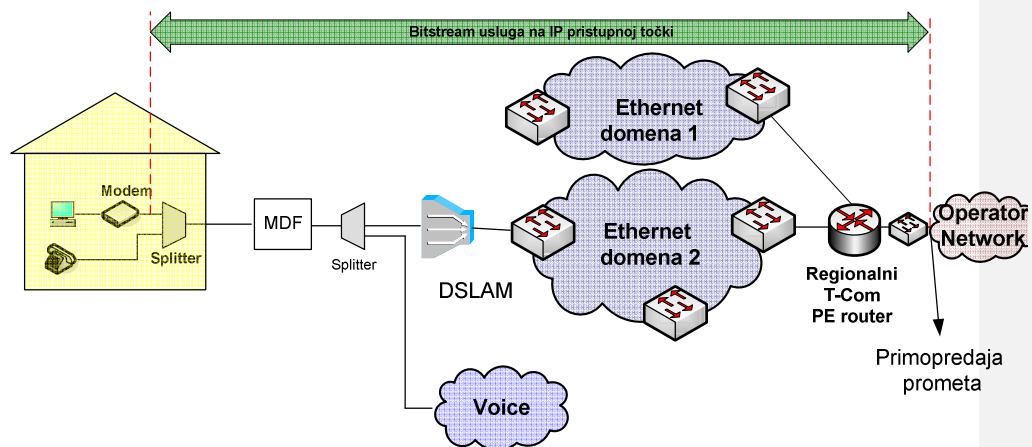 Bitstream usluga na IP pristupnoj točki
Ethernet
domena 1
Modem
Splitter
MDF
Splitter
DSLAM
Ethernet
domena 2
Regionalni
T-Com
PE router
Operator
Network
Primopredaja
prometa
Voice